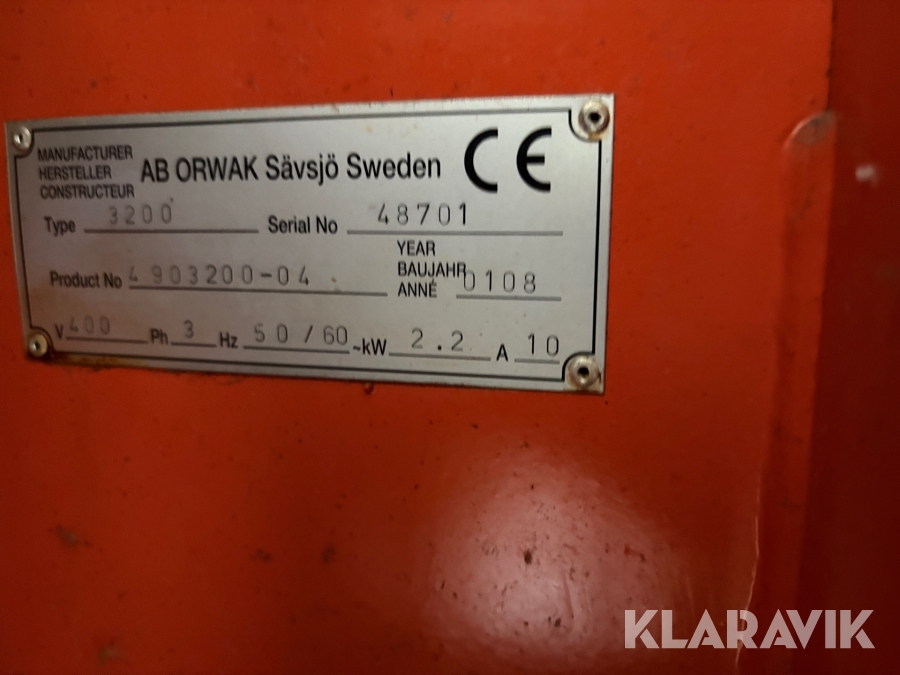 MANUFACTURER
HERSTELLER
CONSTRUCTEUR
AB ORWAK Sävsjö Sweden CE
Type 3200 Serial No 48701
Product No 4903200-04
YEAR
BAUJAHR
ANNÉ
0108
V 400 Ph 3 Hz 50/60 ~kW 2.2 A 10
KLARAVIK